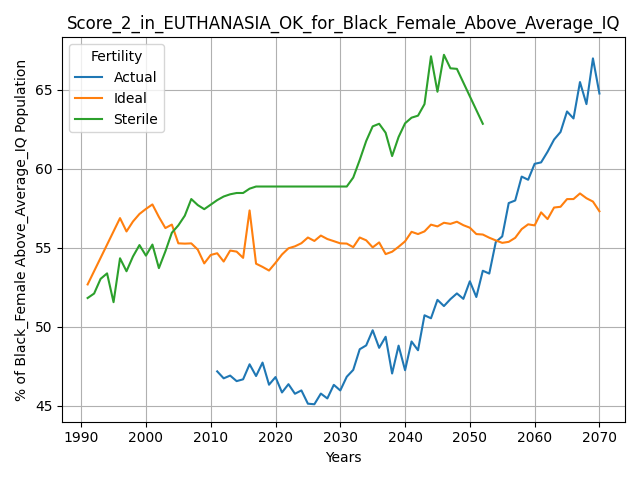 Score_2_in_EUTHANASIA_OK_for_Black_Female_Above_Average_IQ
% of Black_Female Above_Average_IQ Population
Fertility
Actual
Ideal
Sterile
65
60
55
50
45
1990 2000 2010 2020 2030 2040 2050 2060 2070
Years